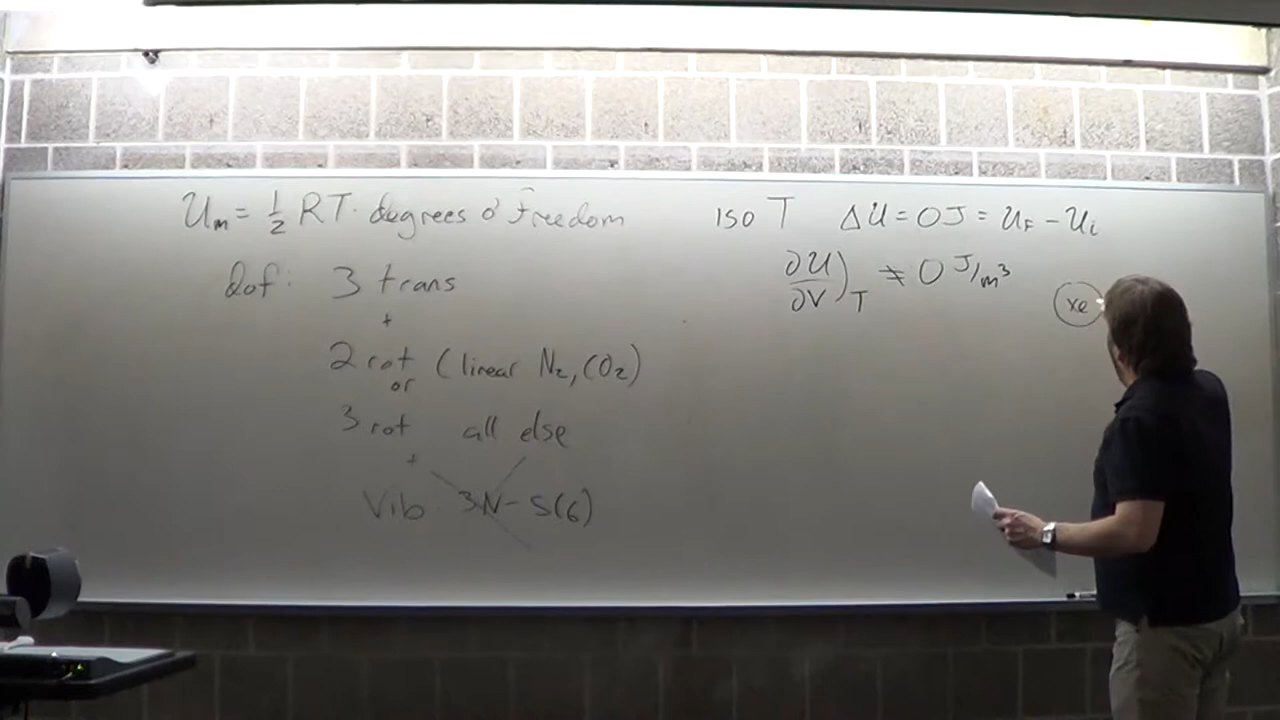 Um = 1/2 RT · degrees o' Freedom
dof: 3 trans
+
2 rot (linear N₂, CO₂)
or
3 rot all else
+
Vib 3N - 5(6)
ISO T ΔU = 0J = U_F - U_i
∂U/∂V)_T ≠ 0 J/m³
Xe